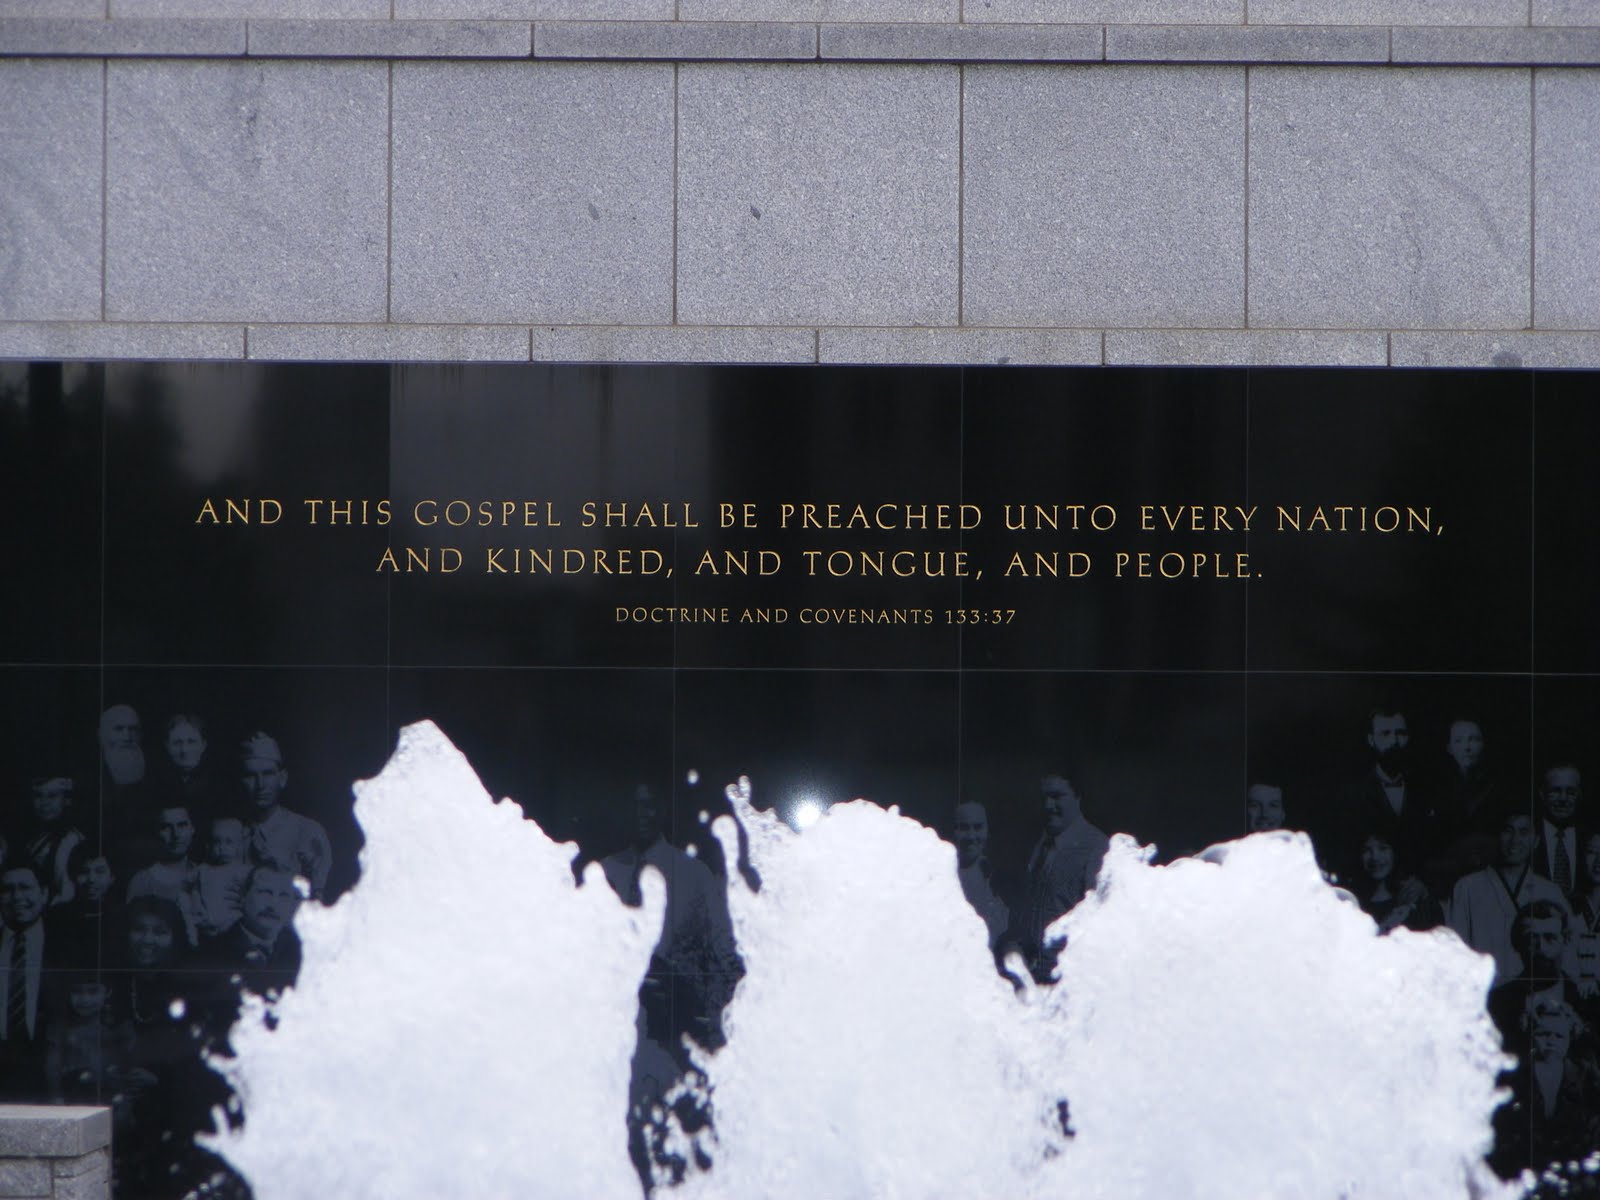 AND THIS GOSPEL SHALL BE PREACHED UNTO EVERY NATION,
AND KINDRED, AND TONGUE, AND PEOPLE.
DOCTRINE AND COVENANTS 133:37